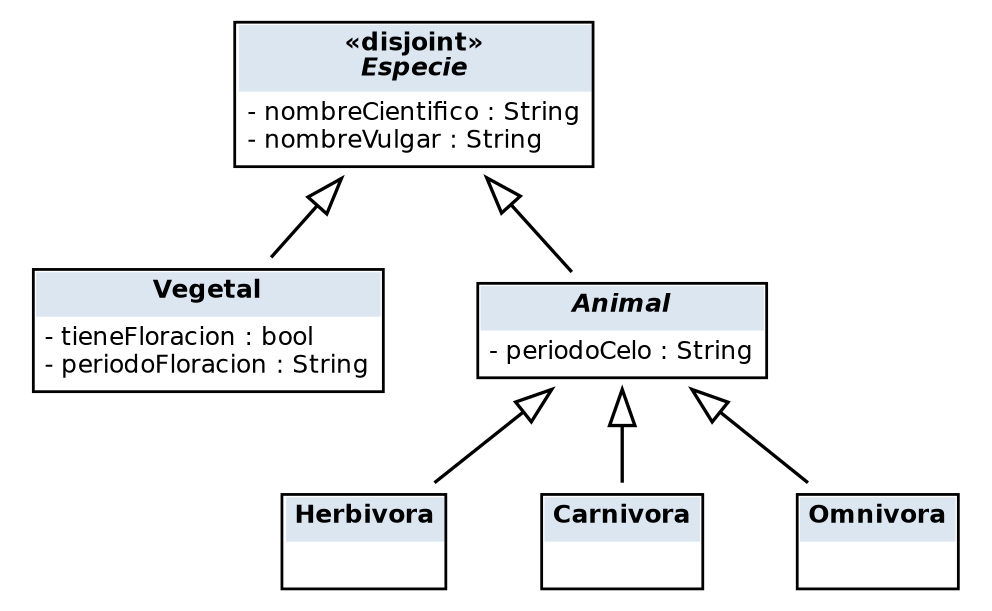 «disjoint»
Especie
- nombreCientifico : String
- nombreVulgar : String
Vegetal
- tieneFloracion : bool
- periodoFloracion : String
Animal
- periodoCelo : String
Herbivora
Carnivora
Omnivora